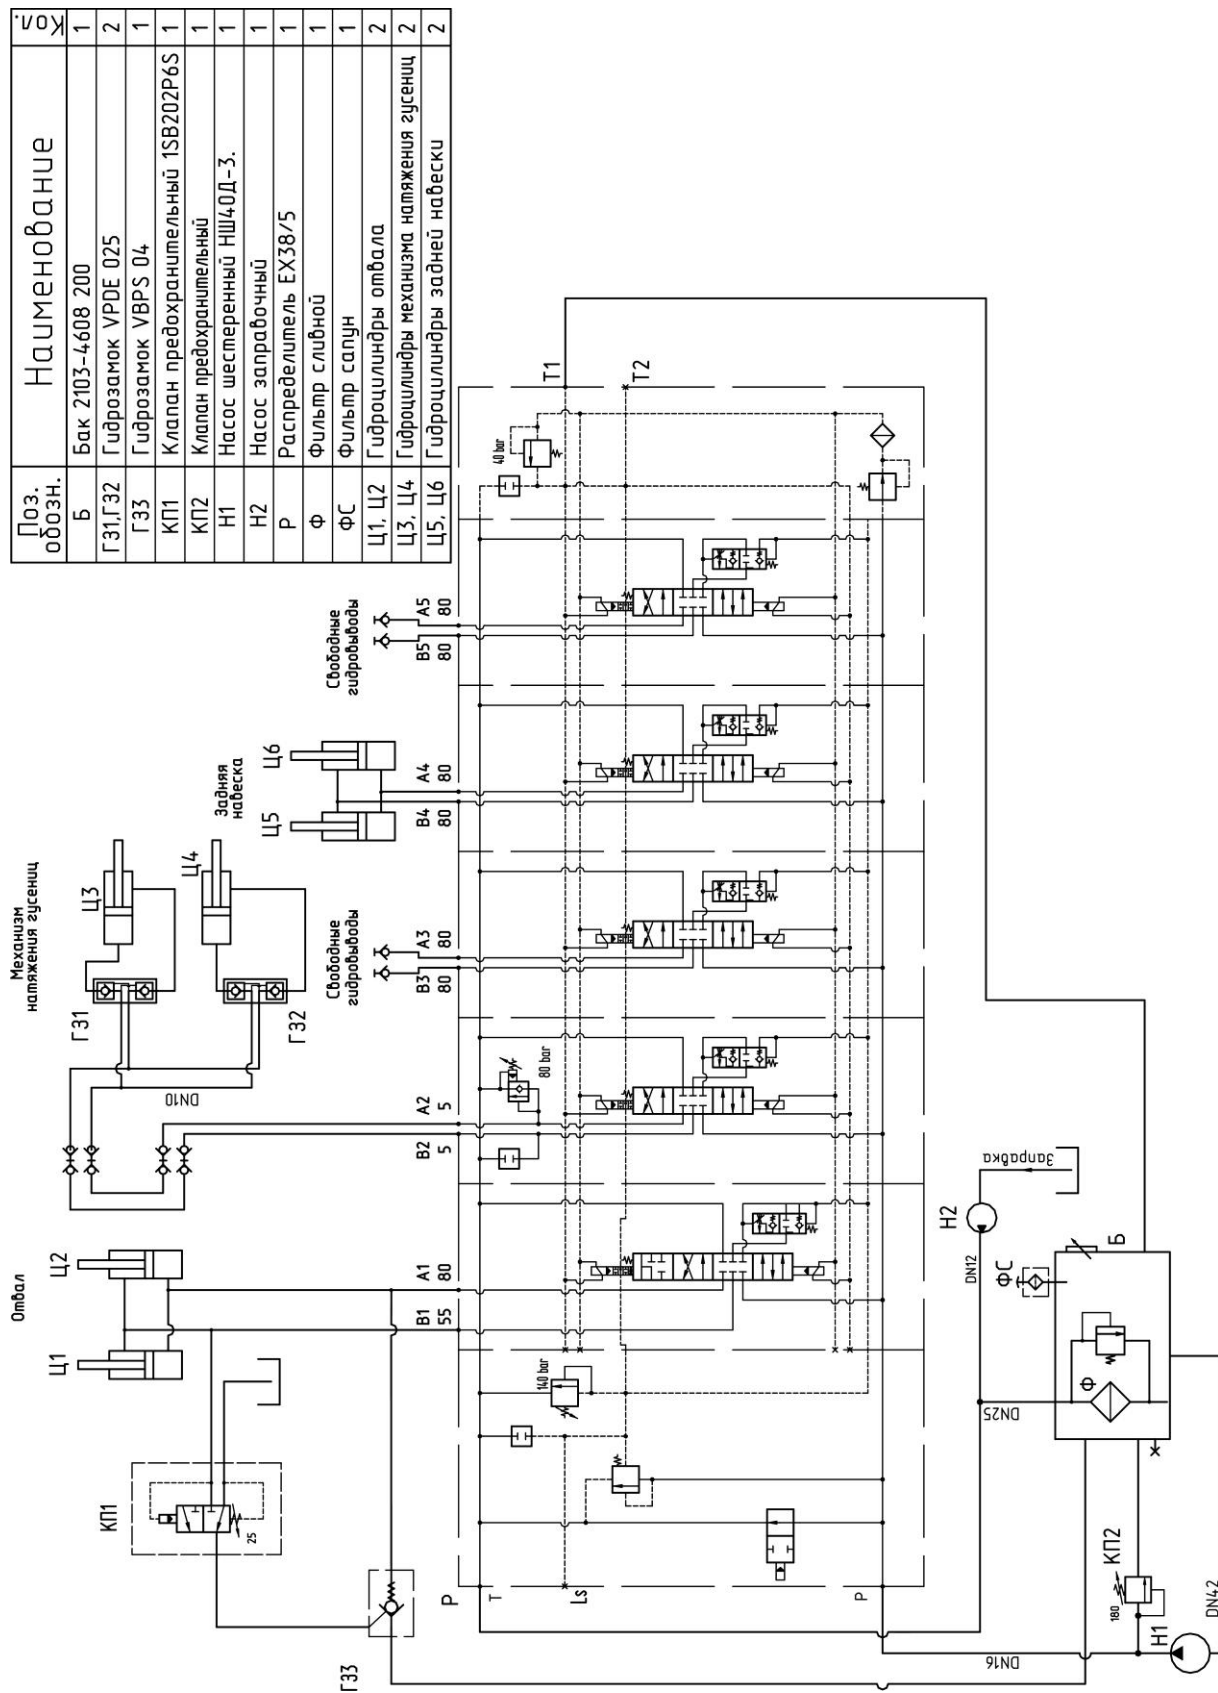 Поз. обозн. Наименование Кол.
Б Бак 2103-4608 200 1
ГЗ1,ГЗ2 Гидрозамок VPDE 025 2
ГЗ3 Гидрозамок VBPS 04 1
КП1 Клапан предохранительный 1SB202P6S 1
КП2 Клапан предохранительный 1
Н1 Насос шестеренный НШ40Д-3. 1
Н2 Насос заправочный 1
Р Распределитель EX38/5 1
Ф Фильтр сливной 1
ФС Фильтр сапун 1
Ц1, Ц2 Гидроцилиндры отвала 2
Ц3, Ц4 Гидроцилиндры механизма натяжения гусениц 2
Ц5, Ц6 Гидроцилиндры задней навески 2
Отвал
Механизм
натяжения гусениц
Задняя
навеска
Свободные
гидровыводы
Свободные
гидровыводы
Ц1
Ц2
Ц3
Ц4
Ц5
Ц6
ГЗ1
ГЗ2
DN10
КП1
25
ГЗ3
B1
55
A1
80
B2
5
A2
5
B3
80
A3
80
B4
80
A4
80
B5
80
A5
80
Р
T
Ls
P
140 bar
80 bar
40 bar
T1
T2
Н2
Заправка
DN12
DN25
ФС
Б
Ф
КП2
180
Н1
DN16
DN42